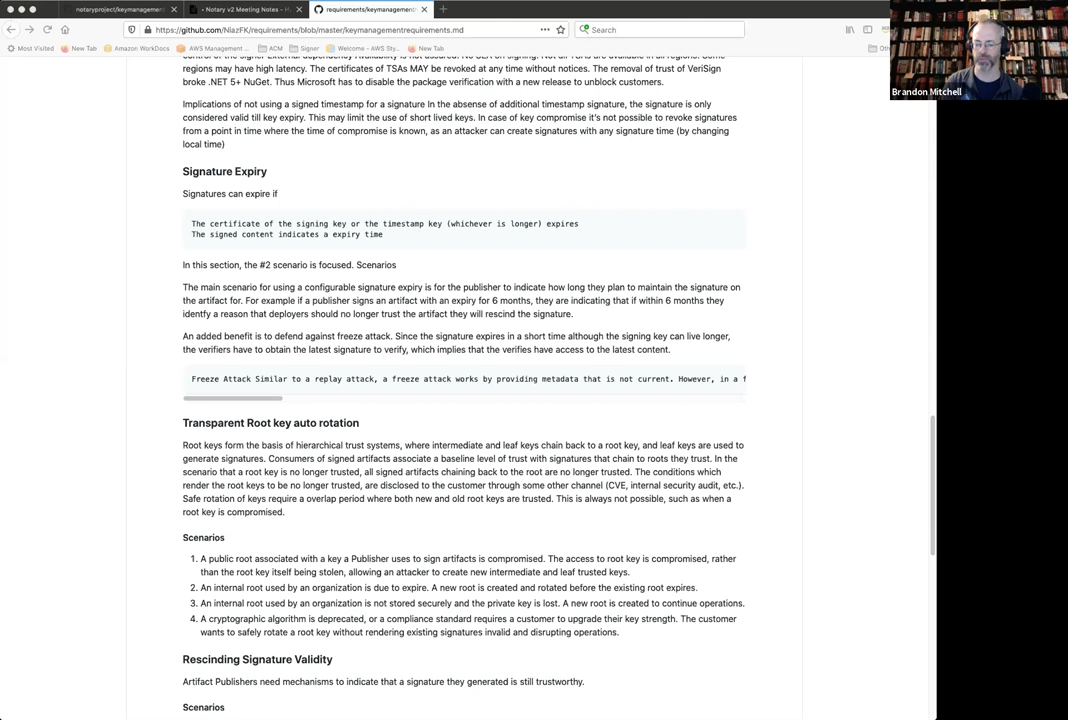 notaryproject/keymanagement
• Notary v2 Meeting Notes - H
requirements/keymanagement
https://github.com/NiazFK/requirements/blob/master/keymanagementrequirements.md
Search
Most Visited
New Tab
Amazon WorkDocs
AWS Management ...
ACM
Signer
Welcome - AWS Sty...
New Tab
Brandon Mitchell
regions may have high latency. The certificates of TSAs MAY be revoked at any time without notices. The removal of trust of VeriSign
broke .NET 5+ NuGet. Thus Microsoft has to disable the package verification with a new release to unblock customers.
Implications of not using a signed timestamp for a signature In the absence of additional timestamp signature, the signature is only
considered valid till key expiry. This may limit the use of short lived keys. In case of key compromise it's not possible to revoke signatures
from a point in time where the time of compromise is known, as an attacker can create signatures with any signature time (by changing
local time)
Signature Expiry
Signatures can expire if
The certificate of the signing key or the timestamp key (whichever is longer) expires
The signed content indicates a expiry time
In this section, the #2 scenario is focused. Scenarios
The main scenario for using a configurable signature expiry is for the publisher to indicate how long they plan to maintain the signature on
the artifact for. For example if a publisher signs an artifact with an expiry for 6 months, they are indicating that if within 6 months they
identfy a reason that deployers should no longer trust the artifact they will rescind the signature.
An added benefit is to defend against freeze attack. Since the signature expires in a short time although the signing key can live longer,
the verifiers have to obtain the latest signature to verify, which implies that the verifies have access to the latest content.
Freeze Attack Similar to a replay attack, a freeze attack works by providing metadata that is not current. However, in a f
Transparent Root key auto rotation
Root keys form the basis of hierarchical trust systems, where intermediate and leaf keys chain back to a root key, and leaf keys are used to
generate signatures. Consumers of signed artifacts associate a baseline level of trust with signatures that chain to roots they trust. In the
scenario that a root key is no longer trusted, all signed artifacts chaining back to the root are no longer trusted. The conditions which
render the root keys to be no longer trusted, are disclosed to the customer through some other channel (CVE, internal security audit, etc.).
Safe rotation of keys require a overlap period where both new and old root keys are trusted. This is always not possible, such as when a
root key is compromised.
Scenarios
1. A public root associated with a key a Publisher uses to sign artifacts is compromised. The access to root key is compromised, rather
than the root key itself being stolen, allowing an attacker to create new intermediate and leaf trusted keys.
2. An internal root used by an organization is due to expire. A new root is created and rotated before the existing root expires.
3. An internal root used by an organization is not stored securely and the private key is lost. A new root is created to continue operations.
4. A cryptographic algorithm is deprecated, or a compliance standard requires a customer to upgrade their key strength. The customer
wants to safely rotate a root key without rendering existing signatures invalid and disrupting operations.
Rescinding Signature Validity
Artifact Publishers need mechanisms to indicate that a signature they generated is still trustworthy.
Scenarios